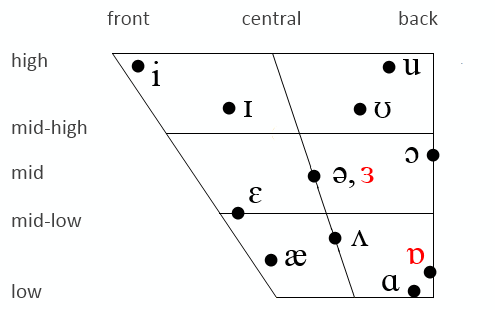 front central back
high i u
ɪ ʊ
mid-high
ɔ
mid ə, ɜ
ɛ
mid-low
ʌ
æ ɒ
ɑ
low